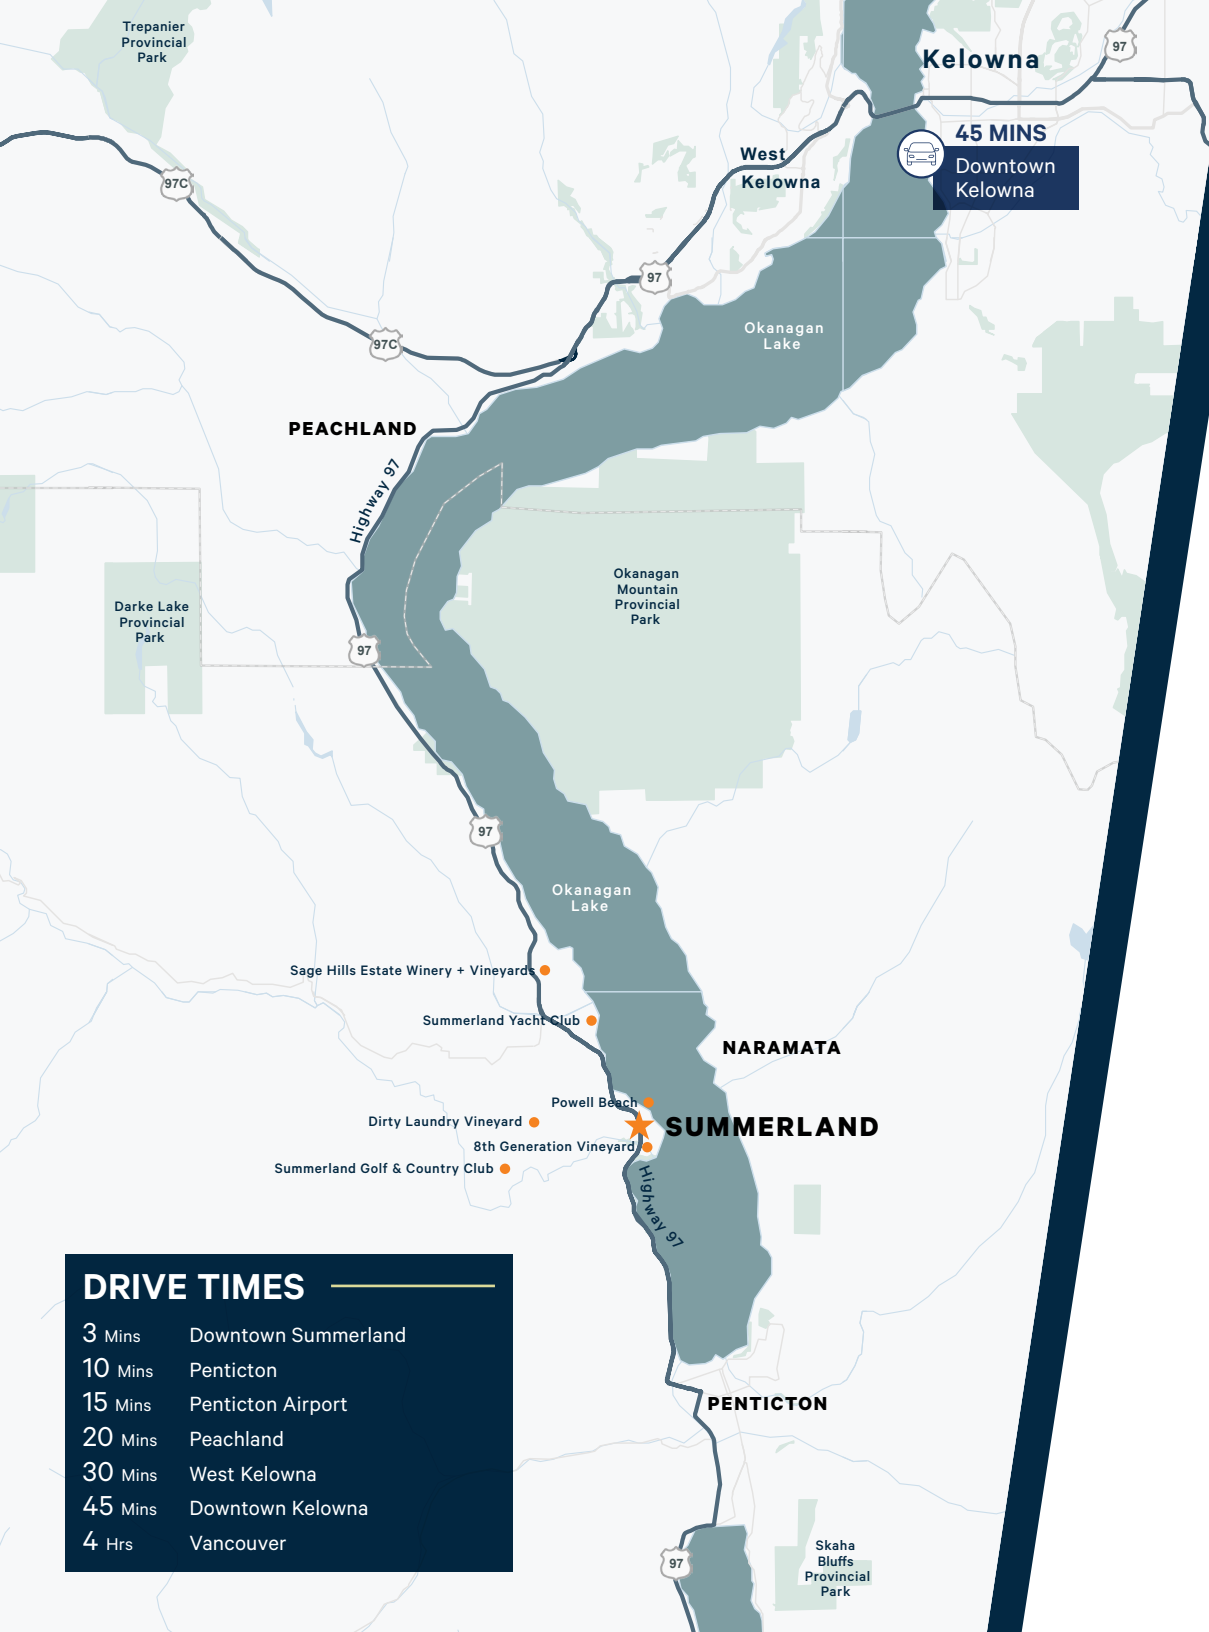 Trepanier
Provincial
Park
Kelowna
97
45 MINS
Downtown
Kelowna
West
Kelowna
97C
97
Okanagan
Lake
97C
PEACHLAND
Highway 97
Okanagan
Mountain
Provincial
Park
Darke Lake
Provincial
Park
97
97
Okanagan
Lake
Sage Hills Estate Winery + Vineyards
Summerland Yacht Club
NARAMATA
Powell Beach
Dirty Laundry Vineyard
SUMMERLAND
8th Generation Vineyard
Summerland Golf & Country Club
Highway 97
DRIVE TIMES
3 Mins Downtown Summerland
10 Mins Penticton
15 Mins Penticton Airport
20 Mins Peachland
30 Mins West Kelowna
45 Mins Downtown Kelowna
4 Hrs Vancouver
PENTICTON
97
Skaha
Bluffs
Provincial
Park